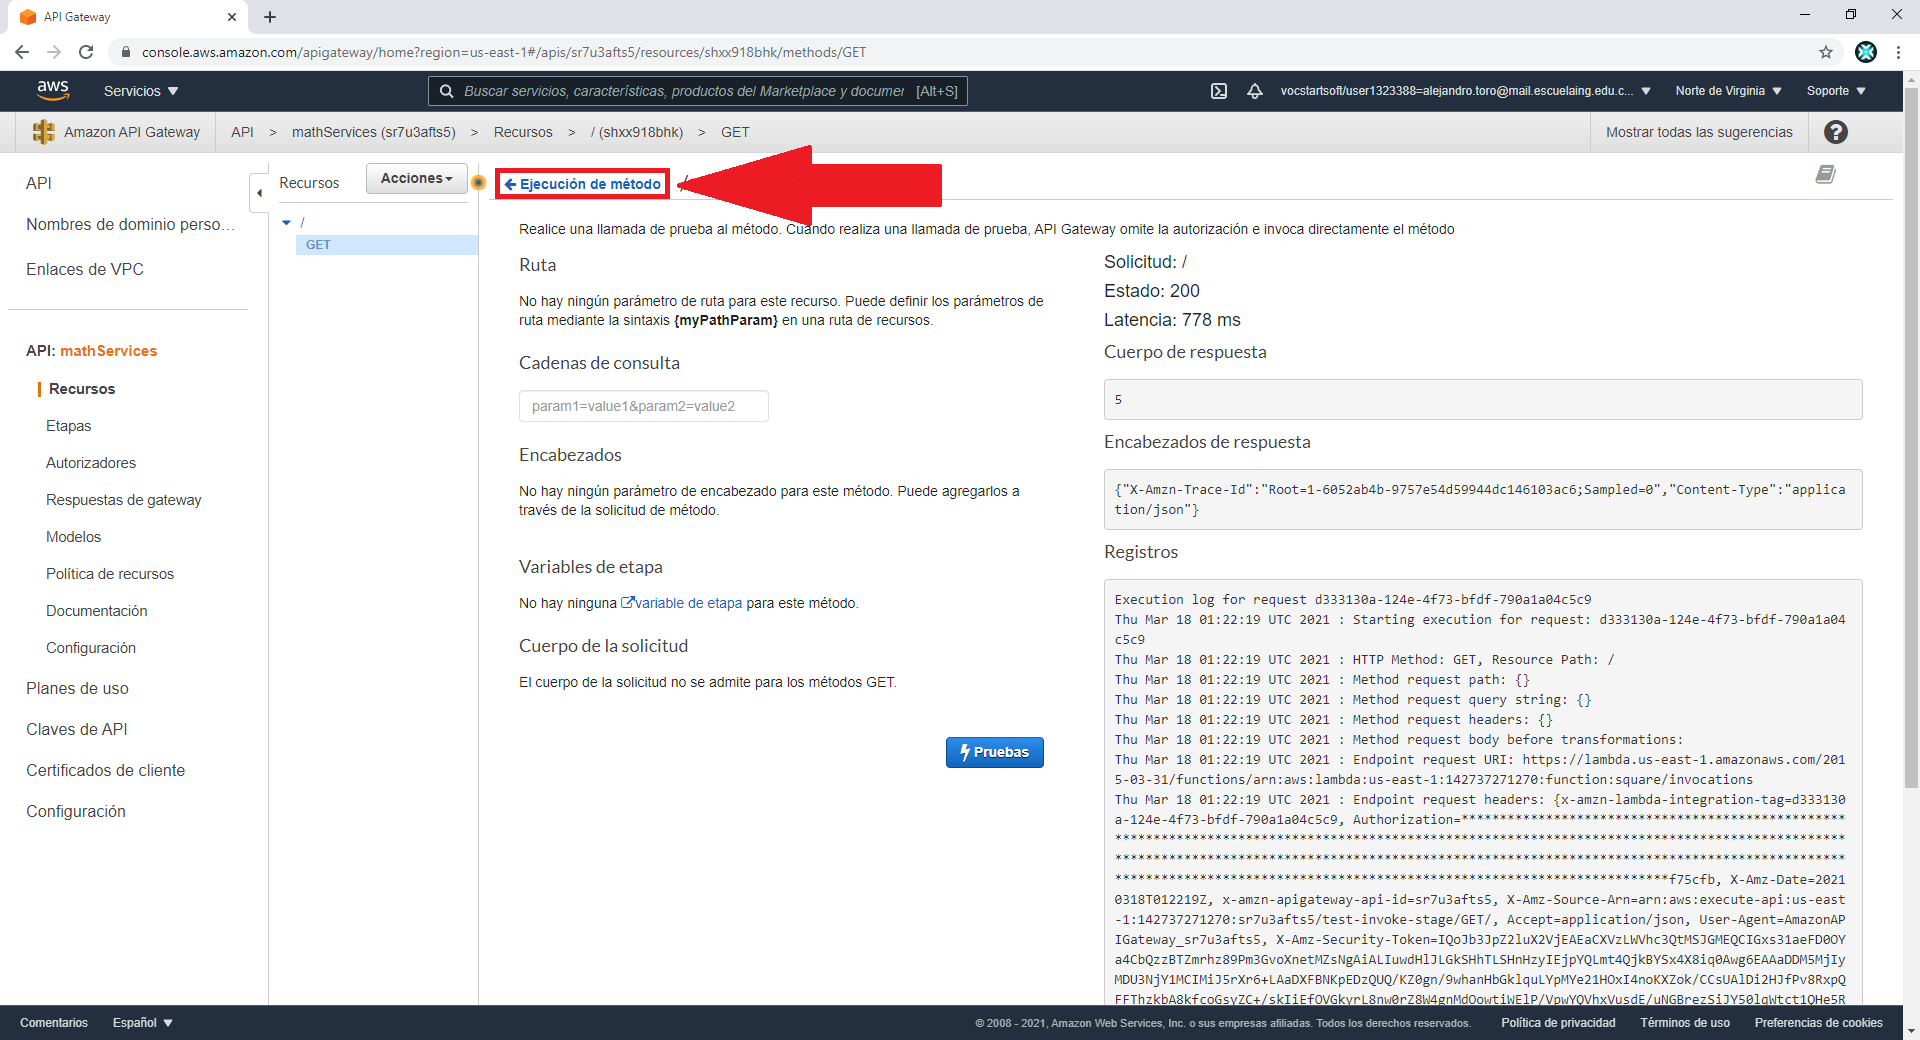 API Gateway
console.aws.amazon.com/apigateway/home?region=us-east-1#/apis/sr7u3afts5/resources/shxx918bhk/methods/GET
aws
Servicios
Buscar servicios, características, productos del Marketplace y documer [Alt+S]
vocstartsoft/user1323388=alejandro.toro@mail.escuelaing.edu.c...
Norte de Virginia
Soporte
Amazon API Gateway
API > mathServices (sr7u3afts5) > Recursos > / (shxx918bhk) > GET
Mostrar todas las sugerencias
?
API
Nombres de dominio perso...
Enlaces de VPC
API: mathServices
Recursos
Etapas
Autorizadores
Respuestas de gateway
Modelos
Política de recursos
Documentación
Configuración
Planes de uso
Claves de API
Certificados de cliente
Configuración
Recursos
Acciones
/
GET
Ejecución de método
Realice una llamada de prueba al método. Cuando realiza una llamada de prueba, API Gateway omite la autorización e invoca directamente el método
Ruta
No hay ningún parámetro de ruta para este recurso. Puede definir los parámetros de
ruta mediante la sintaxis {myPathParam} en una ruta de recursos.
Cadenas de consulta
param1=value1&param2=value2
Encabezados
No hay ningún parámetro de encabezado para este método. Puede agregarlos a
través de la solicitud de método.
Variables de etapa
No hay ninguna variable de etapa para este método.
Cuerpo de la solicitud
El cuerpo de la solicitud no se admite para los métodos GET.
Pruebas
Solicitud: /
Estado: 200
Latencia: 778 ms
Cuerpo de respuesta
5
Encabezados de respuesta
{"X-Amzn-Trace-Id":"Root=1-6052ab4b-9757e54d59944dc146103ac6;Sampled=0","Content-Type":"applica
tion/json"}
Registros
Execution log for request d333130a-124e-4f73-bfdf-790a1a04c5c9
Thu Mar 18 01:22:19 UTC 2021 : Starting execution for request: d333130a-124e-4f73-bfdf-790a1a04
c5c9
Thu Mar 18 01:22:19 UTC 2021 : HTTP Method: GET, Resource Path: /
Thu Mar 18 01:22:19 UTC 2021 : Method request path: {}
Thu Mar 18 01:22:19 UTC 2021 : Method request query string: {}
Thu Mar 18 01:22:19 UTC 2021 : Method request headers: {}
Thu Mar 18 01:22:19 UTC 2021 : Method request body before transformations:
Thu Mar 18 01:22:19 UTC 2021 : Endpoint request URI: https://lambda.us-east-1.amazonaws.com/201
5-03-31/functions/arn:aws:lambda:us-east-1:142737271270:function:square/invocations
Thu Mar 18 01:22:19 UTC 2021 : Endpoint request headers: {x-amzn-lambda-integration-tag=d333130
a-124e-4f73-bfdf-790a1a04c5c9, Authorization=************************************************
***********************************************************************************************
***********************************************************************************************
************************************************************************f75cfb, X-Amz-Date=2021
0318T012219Z, x-amzn-apigateway-api-id=sr7u3afts5, X-Amz-Source-Arn=arn:aws:execute-api:us-east
-1:142737271270:sr7u3afts5/test-invoke-stage/GET/, Accept=application/json, User-Agent=AmazonAP
IGateway_sr7u3afts5, X-Amz-Security-Token=IQoJb3JpZ2luX2VjEAEaCXVzLWVhc3QtMSJGMEQCIGxs31aeFD0OY
a4CbQzzBTZmrhz89Pm3GvoXnetMZsNgAiALIuwdHlJLGkSHhTLSHnHzyIEjpYQLmt4QjkBYSx4X8iq0Awg6EAAaDDM5MjIy
MDU3NjY1MCIMiJ5rXr6+LAaDXFBNKpEDzQUQ/KZ0gn/9whanHbGklquLYpMYe21HOxI4noKXZok/CCsUAlDi2HJfPv8RxpQ
© 2008 - 2021, Amazon Web Services, Inc. o sus empresas afiliadas. Todos los derechos reservados.
Comentarios
Español
Política de privacidad
Términos de uso
Preferencias de cookies